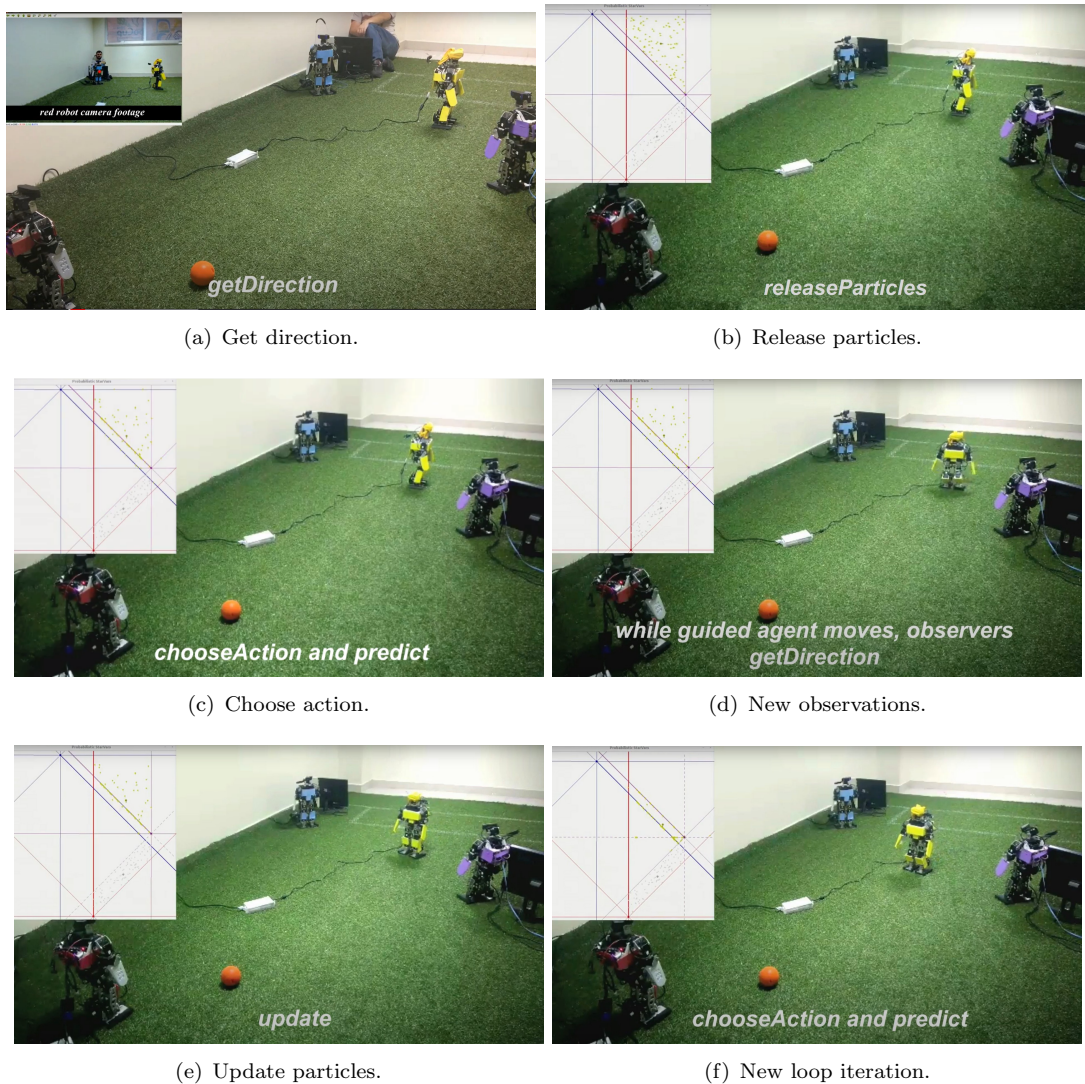 red robot camera footage
getDirection
releaseParticles
(a) Get direction.
(b) Release particles.
chooseAction and predict
while guided agent moves, observers
getDirection
(c) Choose action.
(d) New observations.
update
chooseAction and predict
(e) Update particles.
(f) New loop iteration.